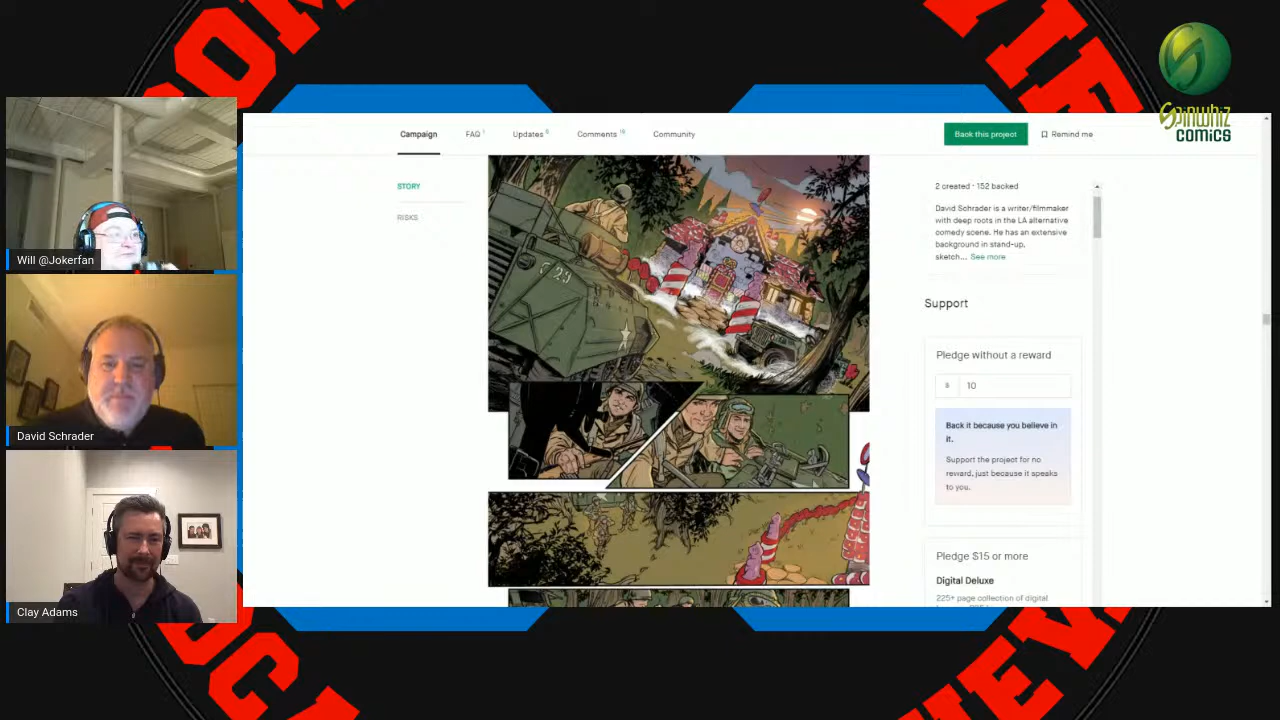 Spinwhiz
COMICS
Will @Jokerfan
David Schrader
Clay Adams
Campaign
FAQ 1
Updates 6
Comments
Community
Back this project
Remind me
STORY
RISKS
2 created · 152 backed
David Schrader is a writer/filmmaker
with deep roots in the LA alternative
comedy scene. He has an extensive
background in stand-up,
sketch... See more
Support
Pledge without a reward
$ 10
Back it because you believe in
it.
Support the project for no
reward, just because it speaks
to you.
Pledge $15 or more
Digital Deluxe
225+ page collection of digital